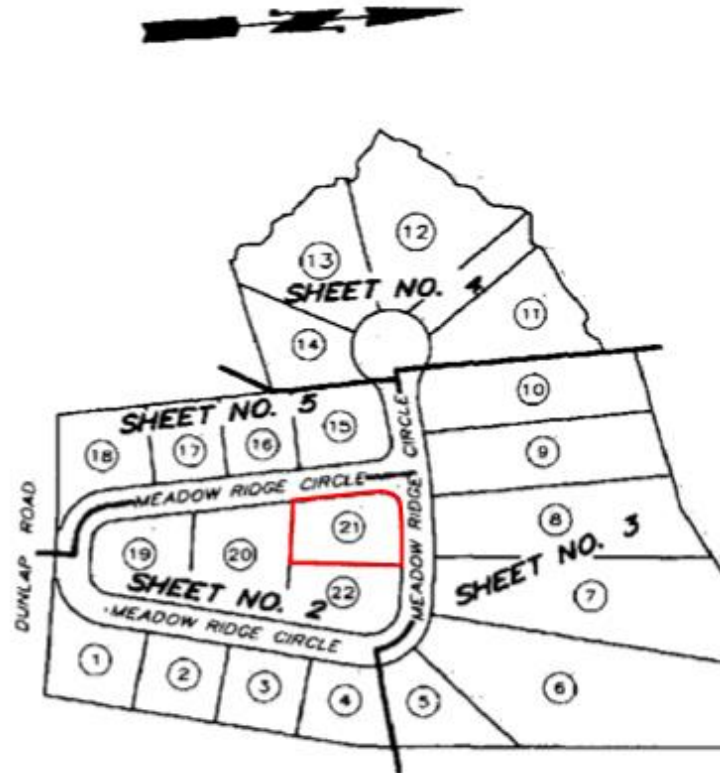 12
13
SHEET NO. 4
11
14
10
SHEET NO. 5
15
16
17
18
CIRCLE
9
MEADOW RIDGE CIRCLE
DUNLAP ROAD
21
8
19
20
MEADOW RIDGE
SHEET NO. 3
SHEET NO. 2
22
7
MEADOW RIDGE CIRCLE
1
2
3
4
5
6